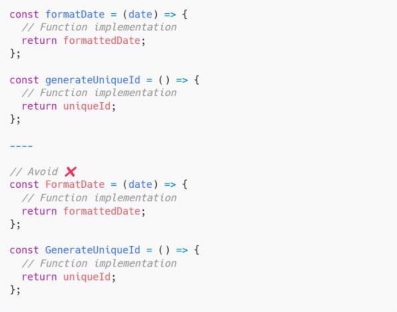 const formatDate = (date) => {
  // Function implementation
  return formattedDate;
};

const generateUniqueId = () => {
  // Function implementation
  return uniqueId;
};

----

// Avoid ❌
const FormatDate = (date) => {
  // Function implementation
  return formattedDate;
};

const GenerateUniqueId = () => {
  // Function implementation
  return uniqueId;
};